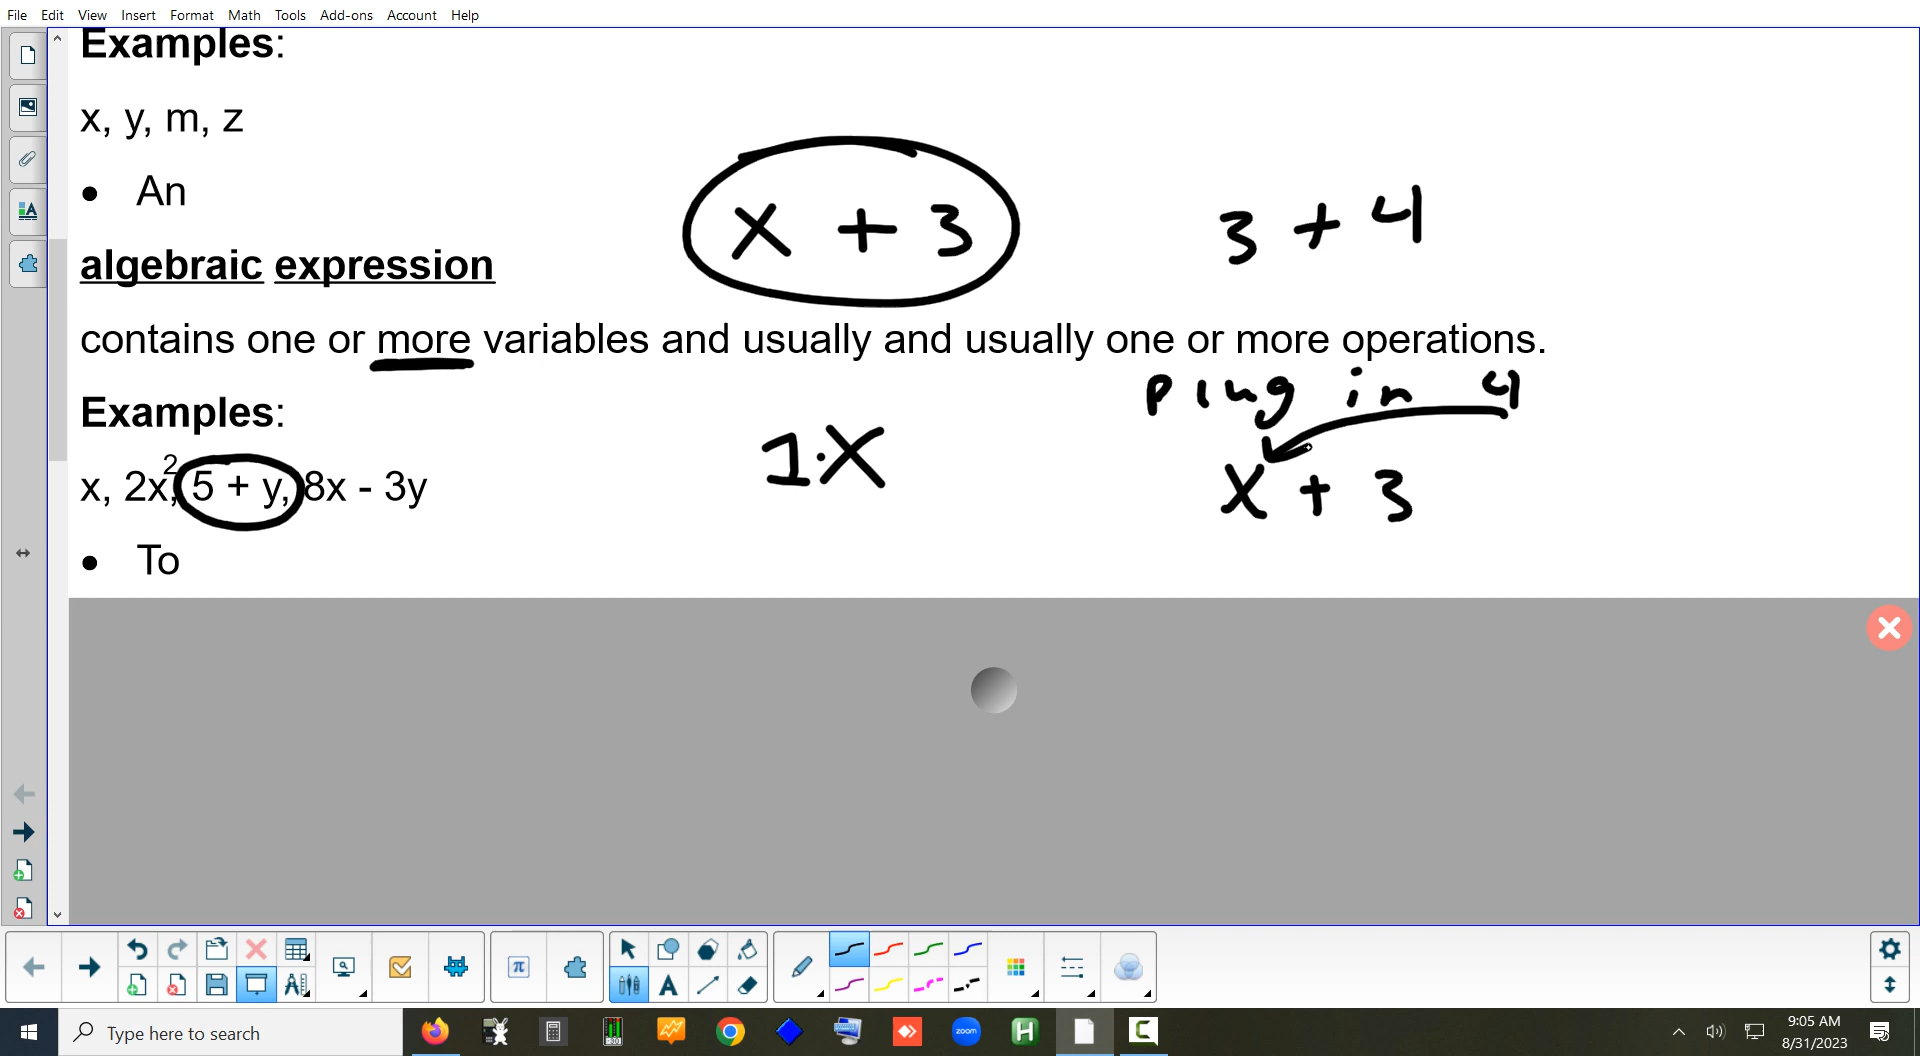 File Edit View Insert Format Math Tools Add-ons Account Help
Examples:
x, y, m, z
• An
x + 3
3 + 4
algebraic expression
contains one or more variables and usually and usually one or more operations.
Plug in 4
Examples:
1·x
x, 2x², 5 + y, 8x - 3y
x + 3
• To
π
A
Type here to search
zoom
H
C
9:05 AM
8/31/2023